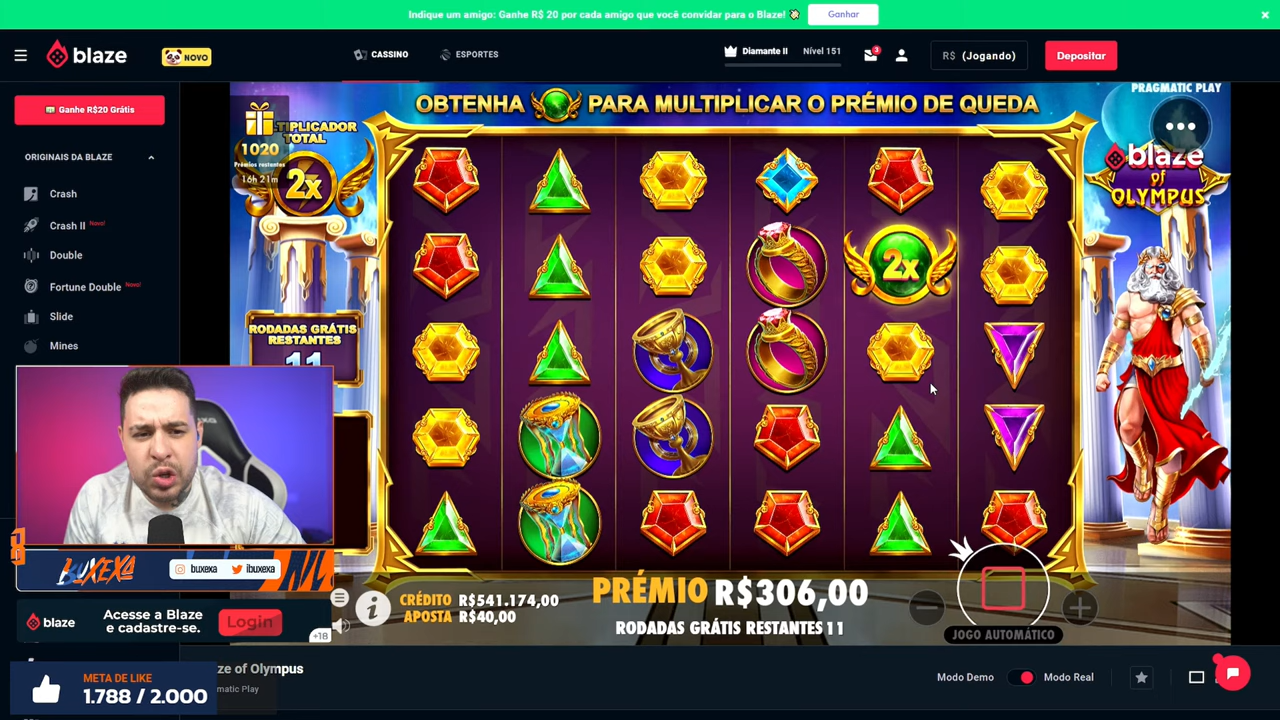 Indique um amigo: Ganhe R$ 20 por cada amigo que você convidar para o Blaze!
Ganhar
blaze
NOVO
CASSINO
ESPORTES
Diamante II
Nível 151
3
R$ (Jogando)
Depositar
Ganhe R$20 Grátis
ORIGINAIS DA BLAZE
Crash
Crash II Novo!
Double
Fortune Double Novo!
Slide
Mines
PRAGMATIC PLAY
OBTENHA PARA MULTIPLICAR O PRÉMIO DE QUEDA
TIPLICADOR
TOTAL
1020
Prêmios restantes
16h 21m
2x
blaze
of
OLYMPUS
2x
RODADAS GRÁTIS
RESTANTES
11
BUXEXA
buxexa
ibuxexa
blaze
Acesse a Blaze
e cadastre-se.
Login
+18
CRÉDITO R$541.174,00
APOSTA R$40,00
PRÉMIO R$306,00
RODADAS GRÁTIS RESTANTES 11
JOGO AUTOMÁTICO
ze of Olympus
matic Play
META DE LIKE
1.788 / 2.000
Modo Demo
Modo Real